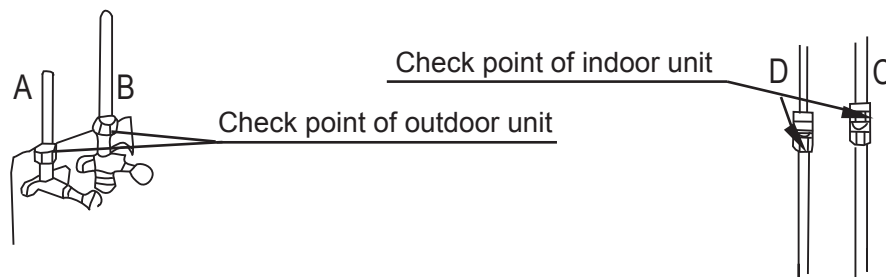 A
B
Check point of outdoor unit
Check point of indoor unit
D
C